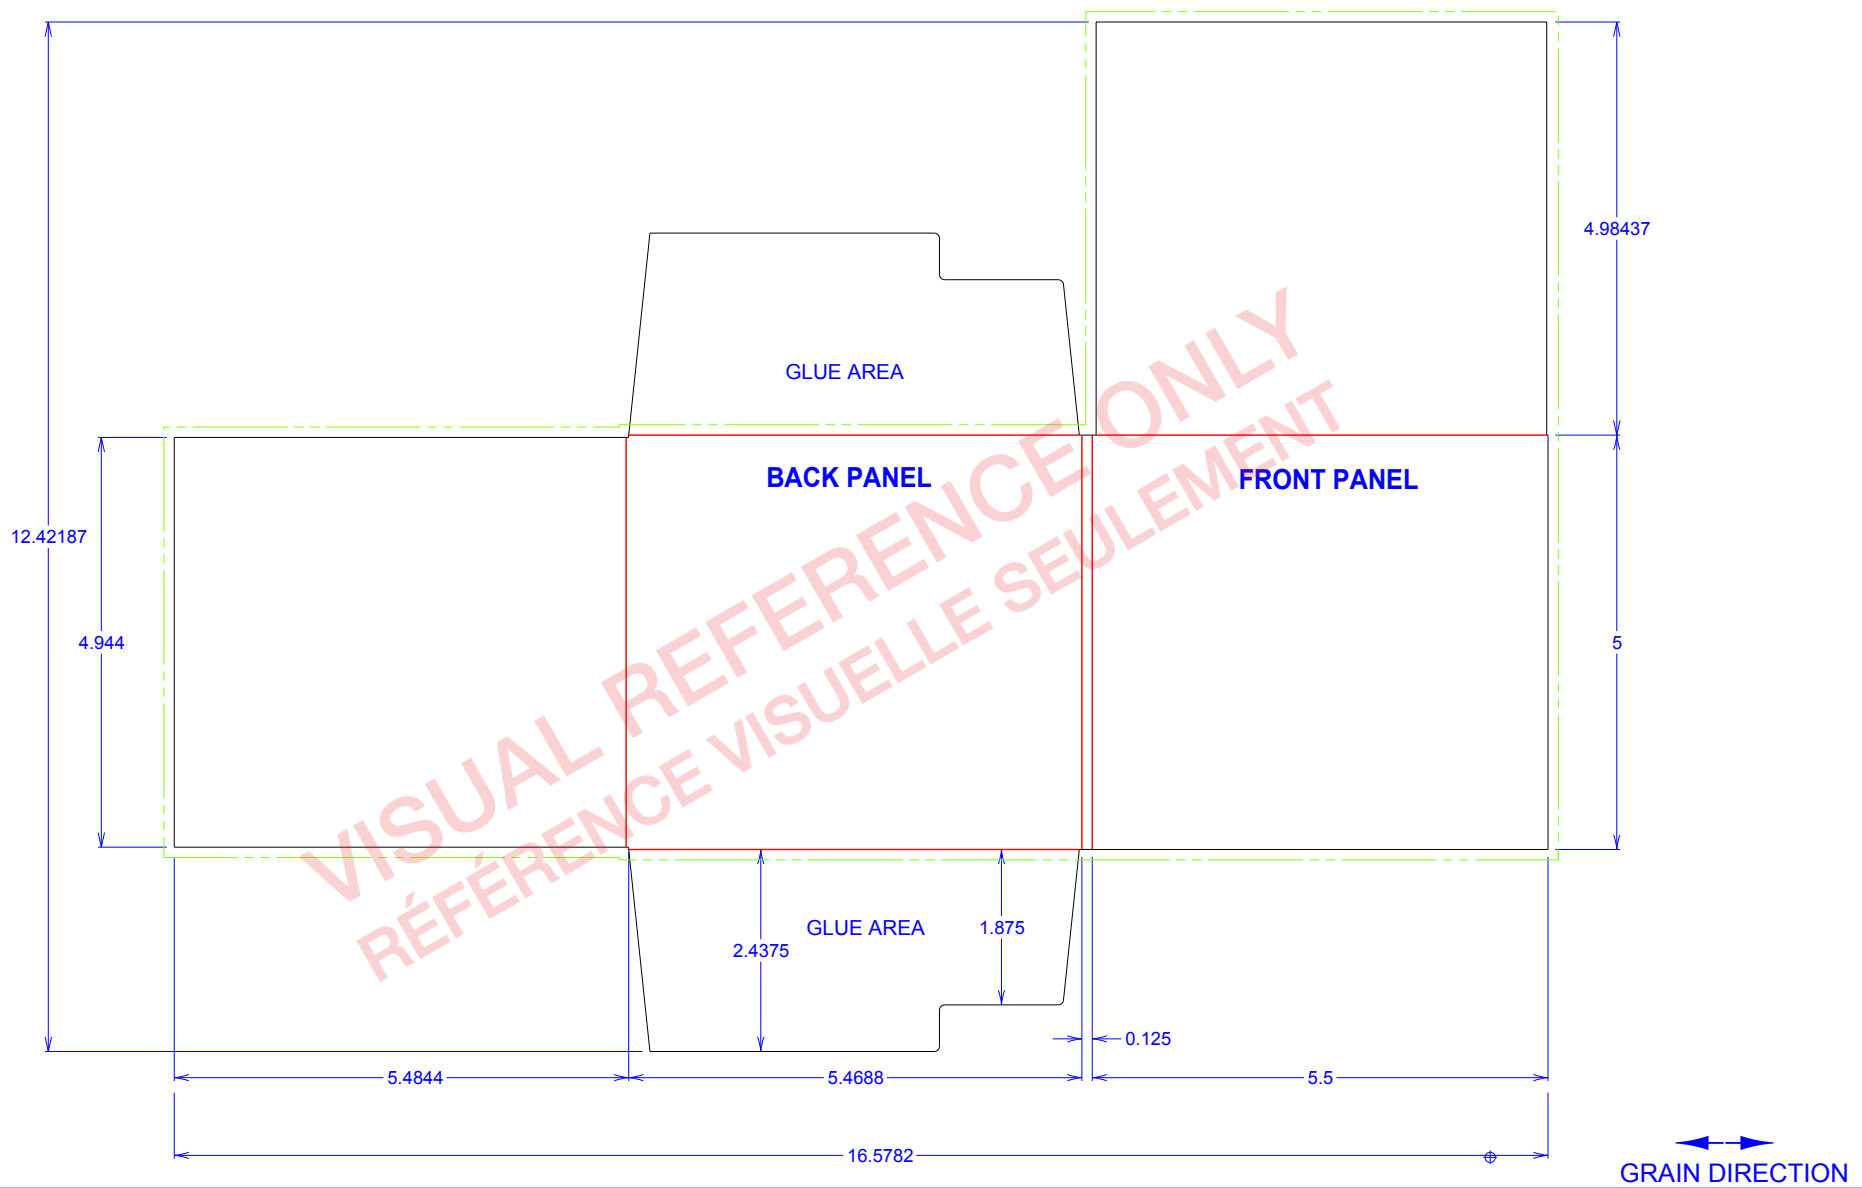 4.98437
GLUE AREA
BACK PANEL
FRONT PANEL
12.42187
4.944
5
VISUAL REFERENCE ONLY
RÉFÉRENCE VISUELLE SEULEMENT
GLUE AREA
1.875
2.4375
0.125
5.4844
5.4688
5.5
16.5782
GRAIN DIRECTION